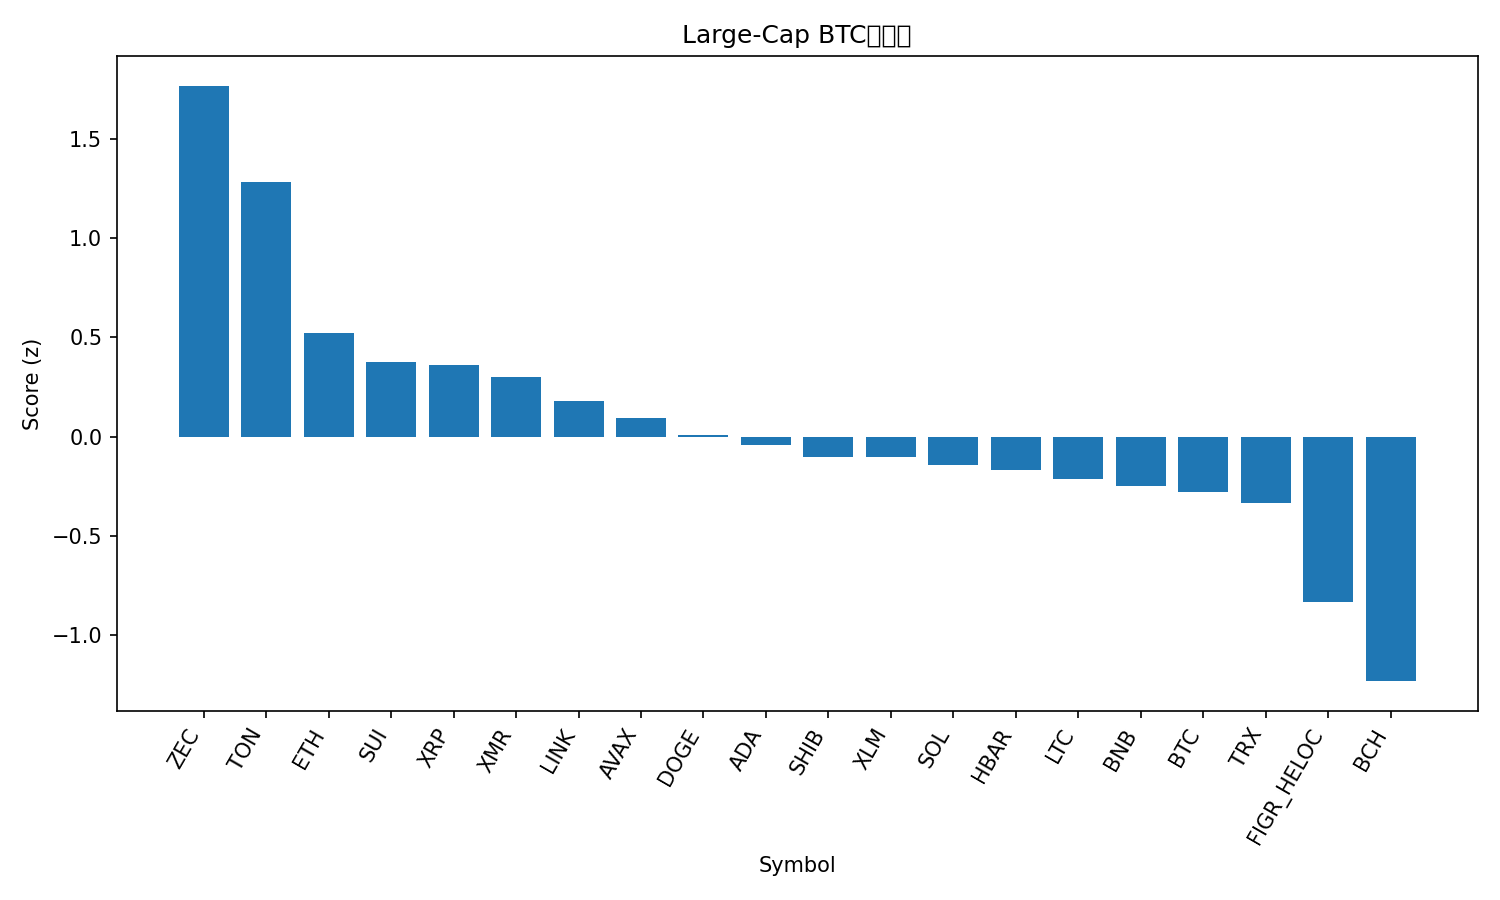 Large-Cap BTC
Score (z)
1.5
1.0
0.5
0.0
−0.5
−1.0
ZEC
TON
ETH
SUI
XRP
XMR
LINK
AVAX
DOGE
ADA
SHIB
XLM
SOL
HBAR
LTC
BNB
BTC
TRX
FIGR_HELOC
BCH
Symbol